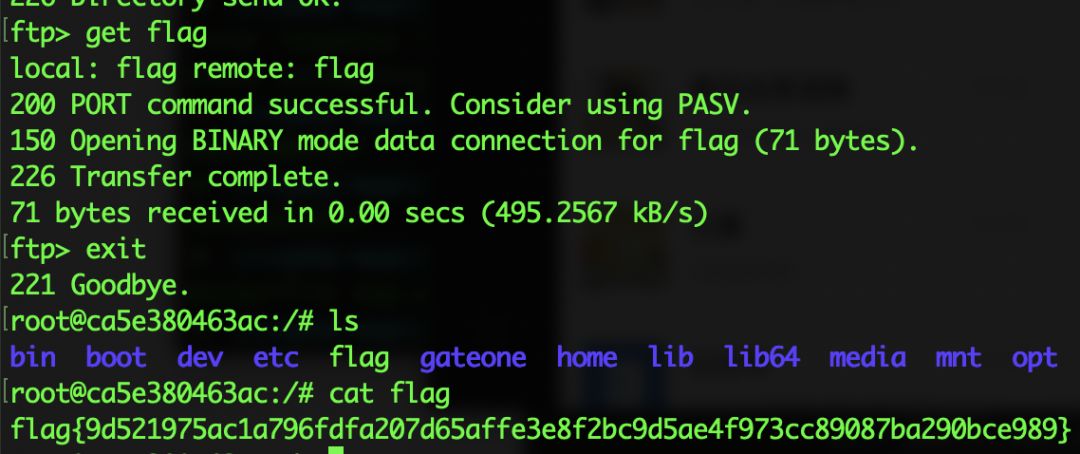 226 Directory send OK.
[ftp> get flag
local: flag remote: flag
200 PORT command successful. Consider using PASV.
150 Opening BINARY mode data connection for flag (71 bytes).
226 Transfer complete.
71 bytes received in 0.00 secs (495.2567 kB/s)
[ftp> exit
221 Goodbye.
[root@ca5e380463ac:/# ls
bin boot dev etc flag gateone home lib lib64 media mnt opt
[root@ca5e380463ac:/# cat flag
flag{9d521975ac1a796fdfa207d65affe3e8f2bc9d5ae4f973cc89087ba290bce989}